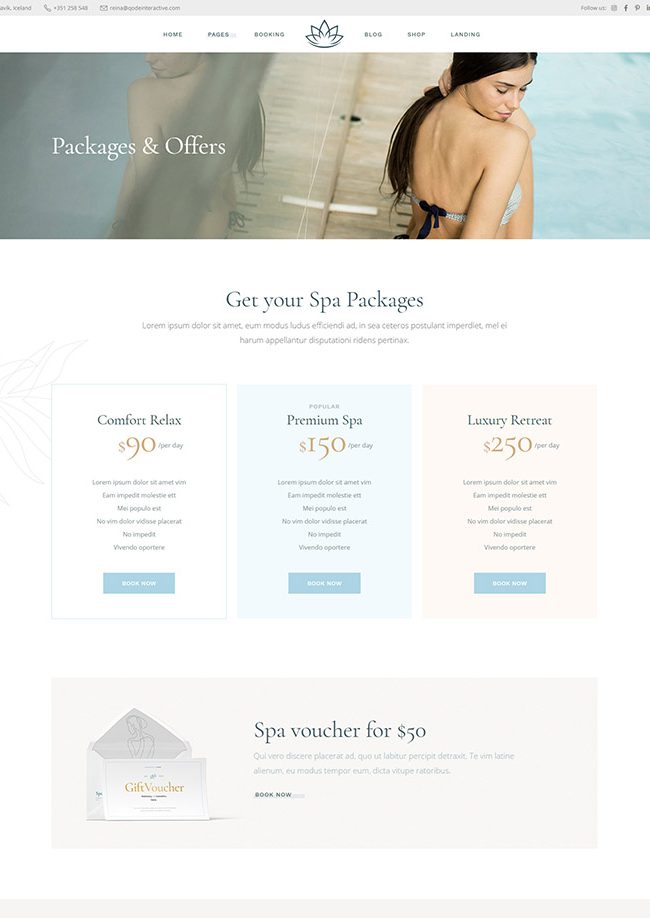 avik, Iceland +351 258 548 reina@qodeinteractive.com Follow us:
HOME PAGES BOOKING BLOG SHOP LANDING
Packages & Offers
Get your Spa Packages
Lorem ipsum dolor sit amet, eum modus ludus efficiendi ad, in sea ceteros postulant imperdiet, mel ei
harum appellantur disputationi ridens pertinax.
Comfort Relax
$90 /per day
Lorem ipsum dolor sit amet vim
Eam impedit molestie ett
Mei populo est
No vim dolor vidisse placerat
No impedit
Vivendo oportere
BOOK NOW
POPULAR
Premium Spa
$150 /per day
Lorem ipsum dolor sit amet vim
Eam impedit molestie ett
Mei populo est
No vim dolor vidisse placerat
No impedit
Vivendo oportere
BOOK NOW
Luxury Retreat
$250 /per day
Lorem ipsum dolor sit amet vim
Eam impedit molestie ett
Mei populo est
No vim dolor vidisse placerat
No impedit
Vivendo oportere
BOOK NOW
Gift Voucher
Spa voucher for $50
Qui vero discere placerat ad, quo ut labitur percipit detraxit. Te vim latine
alienum, eu modus tempor eum, dicta vitupe ratoribus.
BOOK NOW